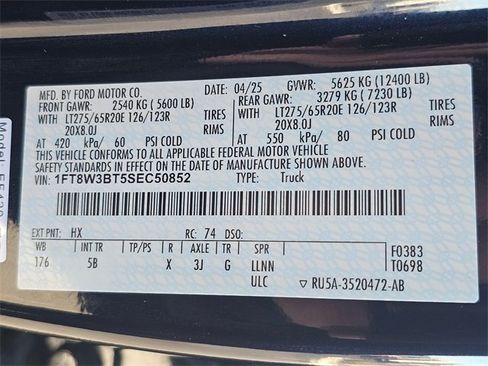 MFD. BY FORD MOTOR CO.
DATE: 04/25 GVWR: 5625 KG (12400 LB)
FRONT GAWR: 2540 KG (5600 LB) REAR GAWR: 3279 KG (7230 LB)
WITH LT275/65R20E 126/123R WITH LT275/65R20E 126/123R
TIRES 20X8.0J TIRES 20X8.0J
RIMS
AT 420 kPa/ 60 PSI COLD AT 550 kPa/ 80 PSI COLD
THIS VEHICLE CONFORMS TO ALL APPLICABLE FEDERAL MOTOR VEHICLE
SAFETY STANDARDS IN EFFECT ON THE DATE OF MANUFACTURE SHOWN ABOVE.
VIN: 1FT8W3BT5SEC50852 TYPE: Truck
EXT PNT: HX RC: 74 DSO:
WB INT TR TP/PS R AXLE TR SPR F0383
176 5B X 3J G LLNN T0698
ULC ▽ RU5A-3520472-AB